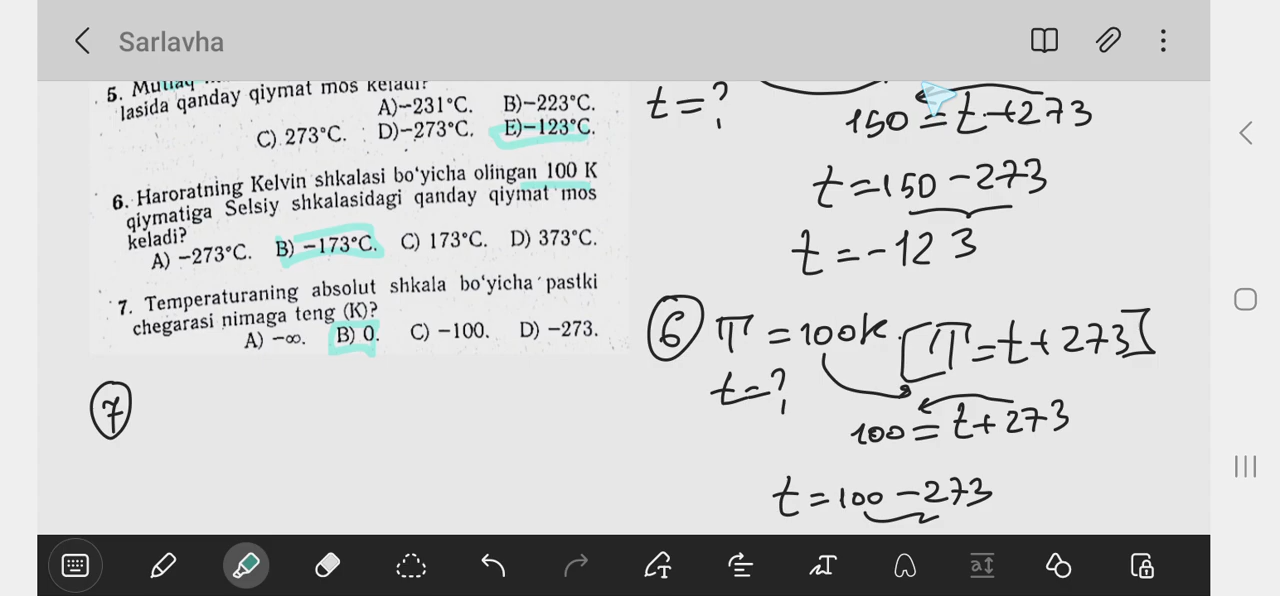 Sarlavha
5. Mutlaq
lasida qanday qiymat mos keladi?
A)−231°C. B)−223°C.
C) 273°C. D)−273°C. E)−123°C.
6. Haroratning Kelvin shkalasi bo‘yicha olingan 100 K
qiymatiga Selsiy shkalasidagi qanday qiymat mos
keladi?
A) −273°C. B) −173°C. C) 173°C. D) 373°C.
7. Temperaturaning absolut shkala bo‘yicha pastki
chegarasi nimaga teng (K)?
A) −∞. B) 0. C) −100. D) −273.
7
t=?
150=t+273
t=150−273
t=−123
6 T=100K [T=t+273]
t=?
100=t+273
t=100−273